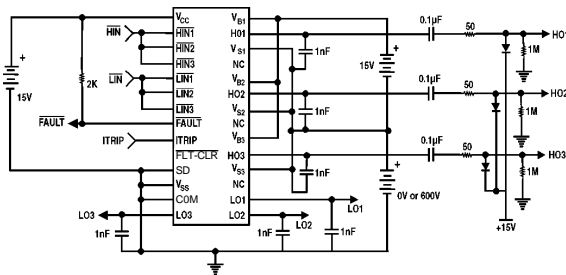 VCC
HIN1
HIN2
HIN3
LIN1
LIN2
LIN3
FAULT
ITRIP
FLT-CLR
SD
VSS
COM
LO3
VB1
HO1
VS1
NC
VB2
HO2
VS2
NC
VB3
HO3
VS3
NC
LO1
LO2
HIN
LIN
2K
+
15V
FAULT
ITRIP
LO3
1nF
1nF
1nF
1nF
+
15V
+
0V or 600V
LO1
LO2
1nF
1nF
0.1µF
50
HO1
1M
0.1µF
50
HO2
1M
0.1µF
50
HO3
1M
+15V